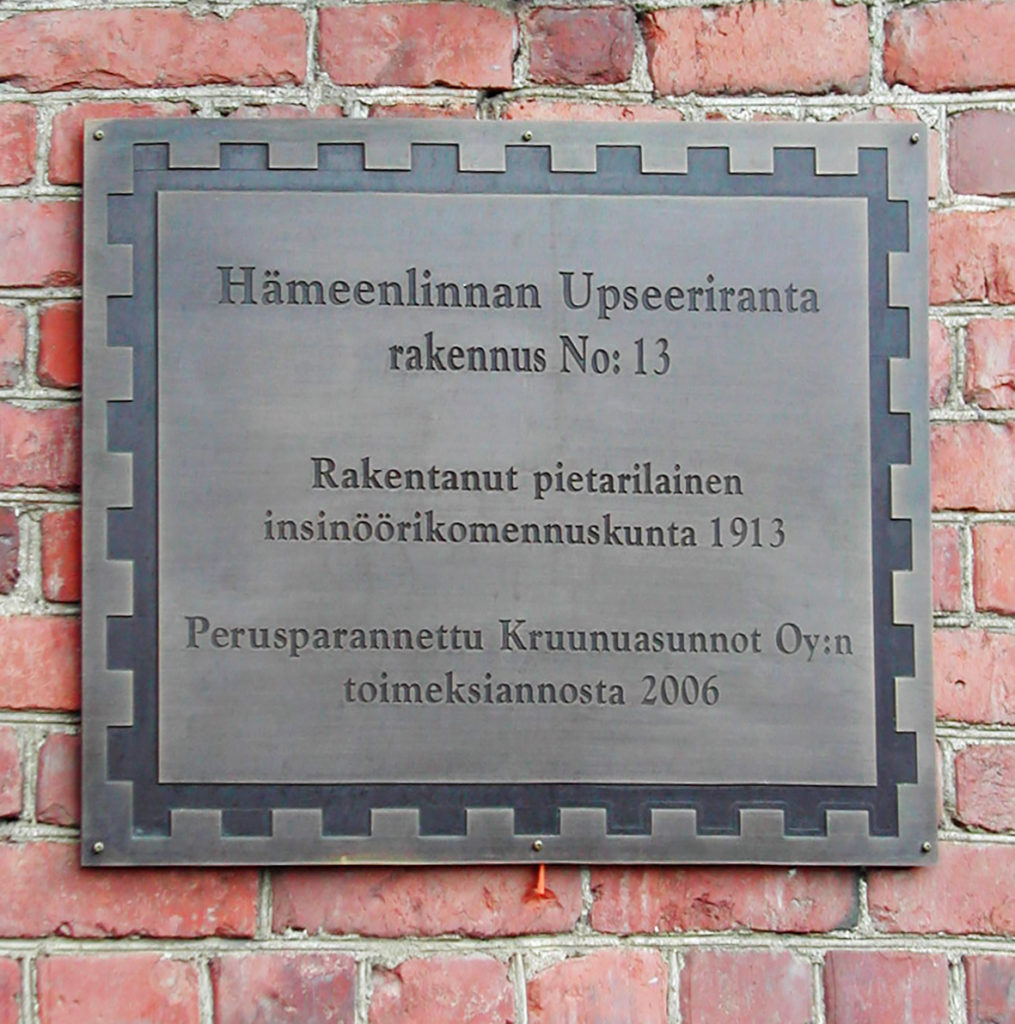 Hämeenlinnan Upseeriranta
rakennus No: 13
Rakentanut pietarilainen
insinöörikomennuskunta 1913
Perusparannettu Kruunuasunnot Oy:n
toimeksiannosta 2006